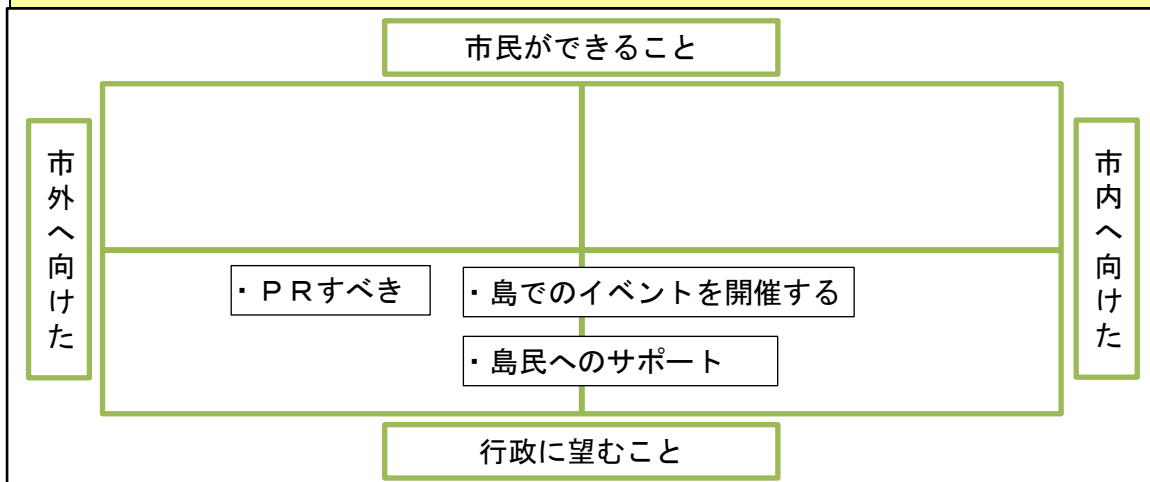 市民ができること
市外へ向けた
市内へ向けた
・ＰＲすべき
・島でのイベントを開催する
・島民へのサポート
行政に望むこと